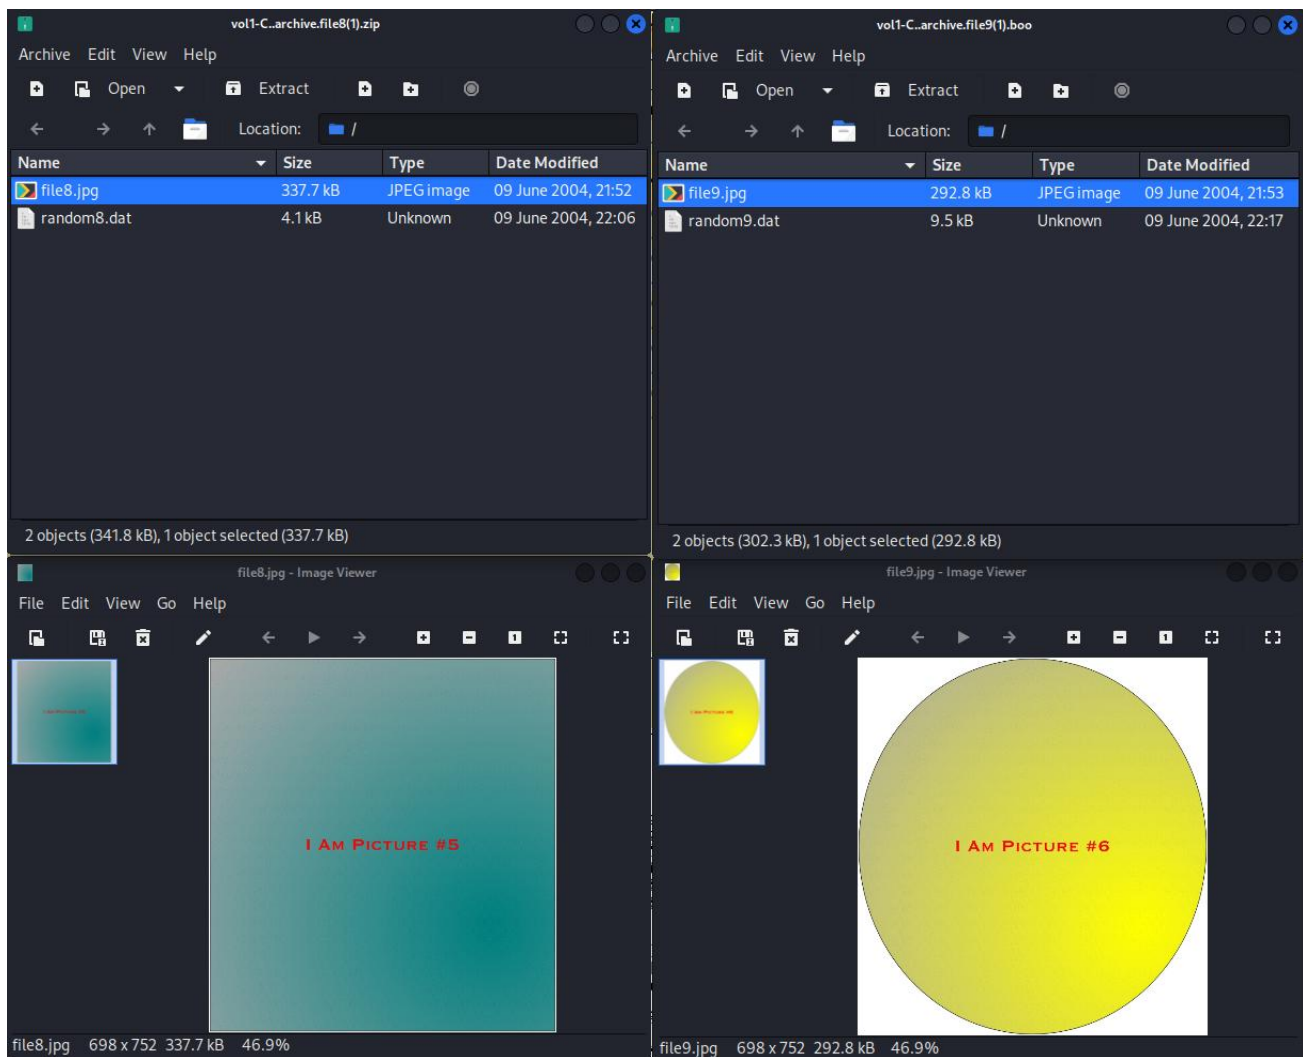 vol1-C..archive.file8(1).zip
Archive Edit View Help
Open Extract
Location: /
Name Size Type Date Modified
file8.jpg 337.7 kB JPEG image 09 June 2004, 21:52
random8.dat 4.1 kB Unknown 09 June 2004, 22:06
2 objects (341.8 kB), 1 object selected (337.7 kB)
vol1-C..archive.file9(1).boo
Archive Edit View Help
Open Extract
Location: /
Name Size Type Date Modified
file9.jpg 292.8 kB JPEG image 09 June 2004, 21:53
random9.dat 9.5 kB Unknown 09 June 2004, 22:17
2 objects (302.3 kB), 1 object selected (292.8 kB)
file8.jpg - Image Viewer
File Edit View Go Help
I AM PICTURE #5
I AM PICTURE #5
file8.jpg 698 x 752 337.7 kB 46.9%
file9.jpg - Image Viewer
File Edit View Go Help
I AM PICTURE #6
I AM PICTURE #6
file9.jpg 698 x 752 292.8 kB 46.9%